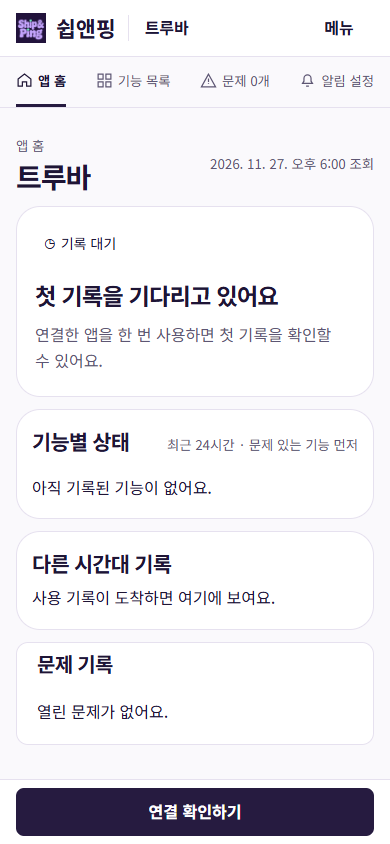 Ship&
Ping
쉽앤핑
트루바
메뉴
앱 홈
기능 목록
문제 0개
알림 설정
앱 홈
트루바
2026. 11. 27. 오후 6:00 조회
기록 대기
첫 기록을 기다리고 있어요
연결한 앱을 한 번 사용하면 첫 기록을 확인할
수 있어요.
기능별 상태
최근 24시간 · 문제 있는 기능 먼저
아직 기록된 기능이 없어요.
다른 시간대 기록
사용 기록이 도착하면 여기에 보여요.
문제 기록
열린 문제가 없어요.
연결 확인하기